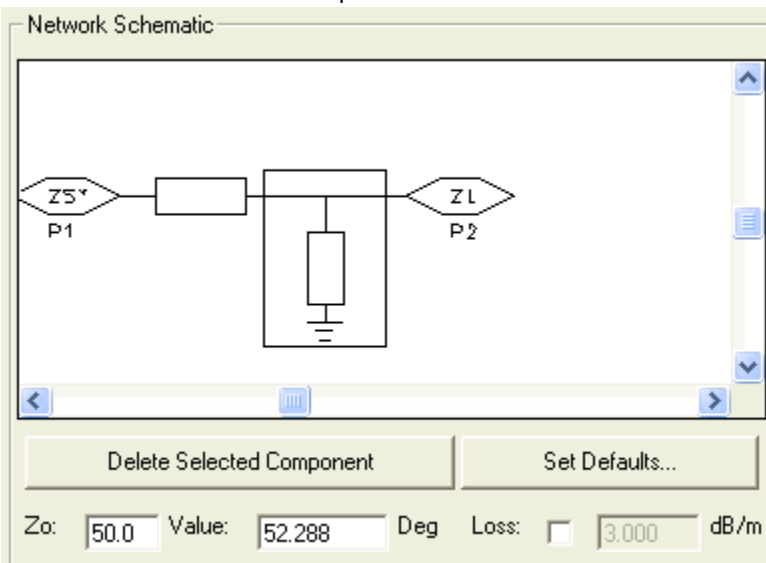 Network Schematic
ZS*
ZL
P1
P2
Delete Selected Component
Set Defaults...
Zo: 50.0 Value: 52.288 Deg Loss: 3.000 dB/m